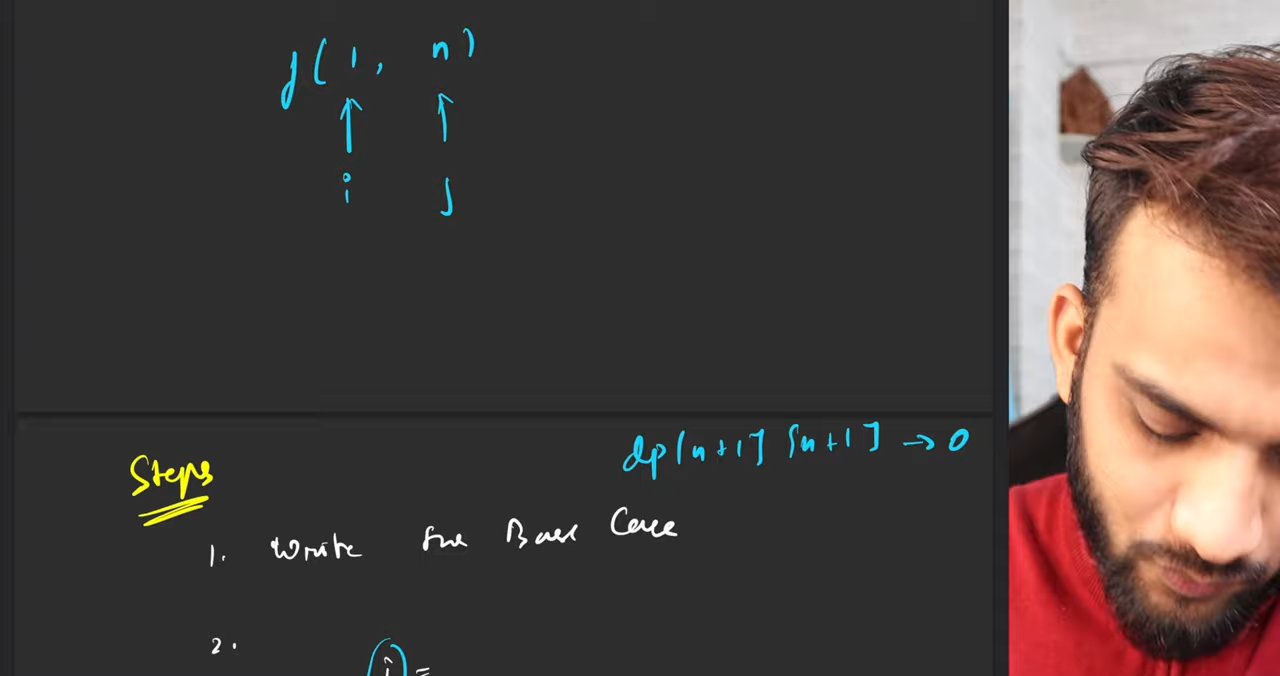 f(1, n)
i j
dp[n+1][n+1] → 0
Steps
1. Write the Base Case
2.
i =